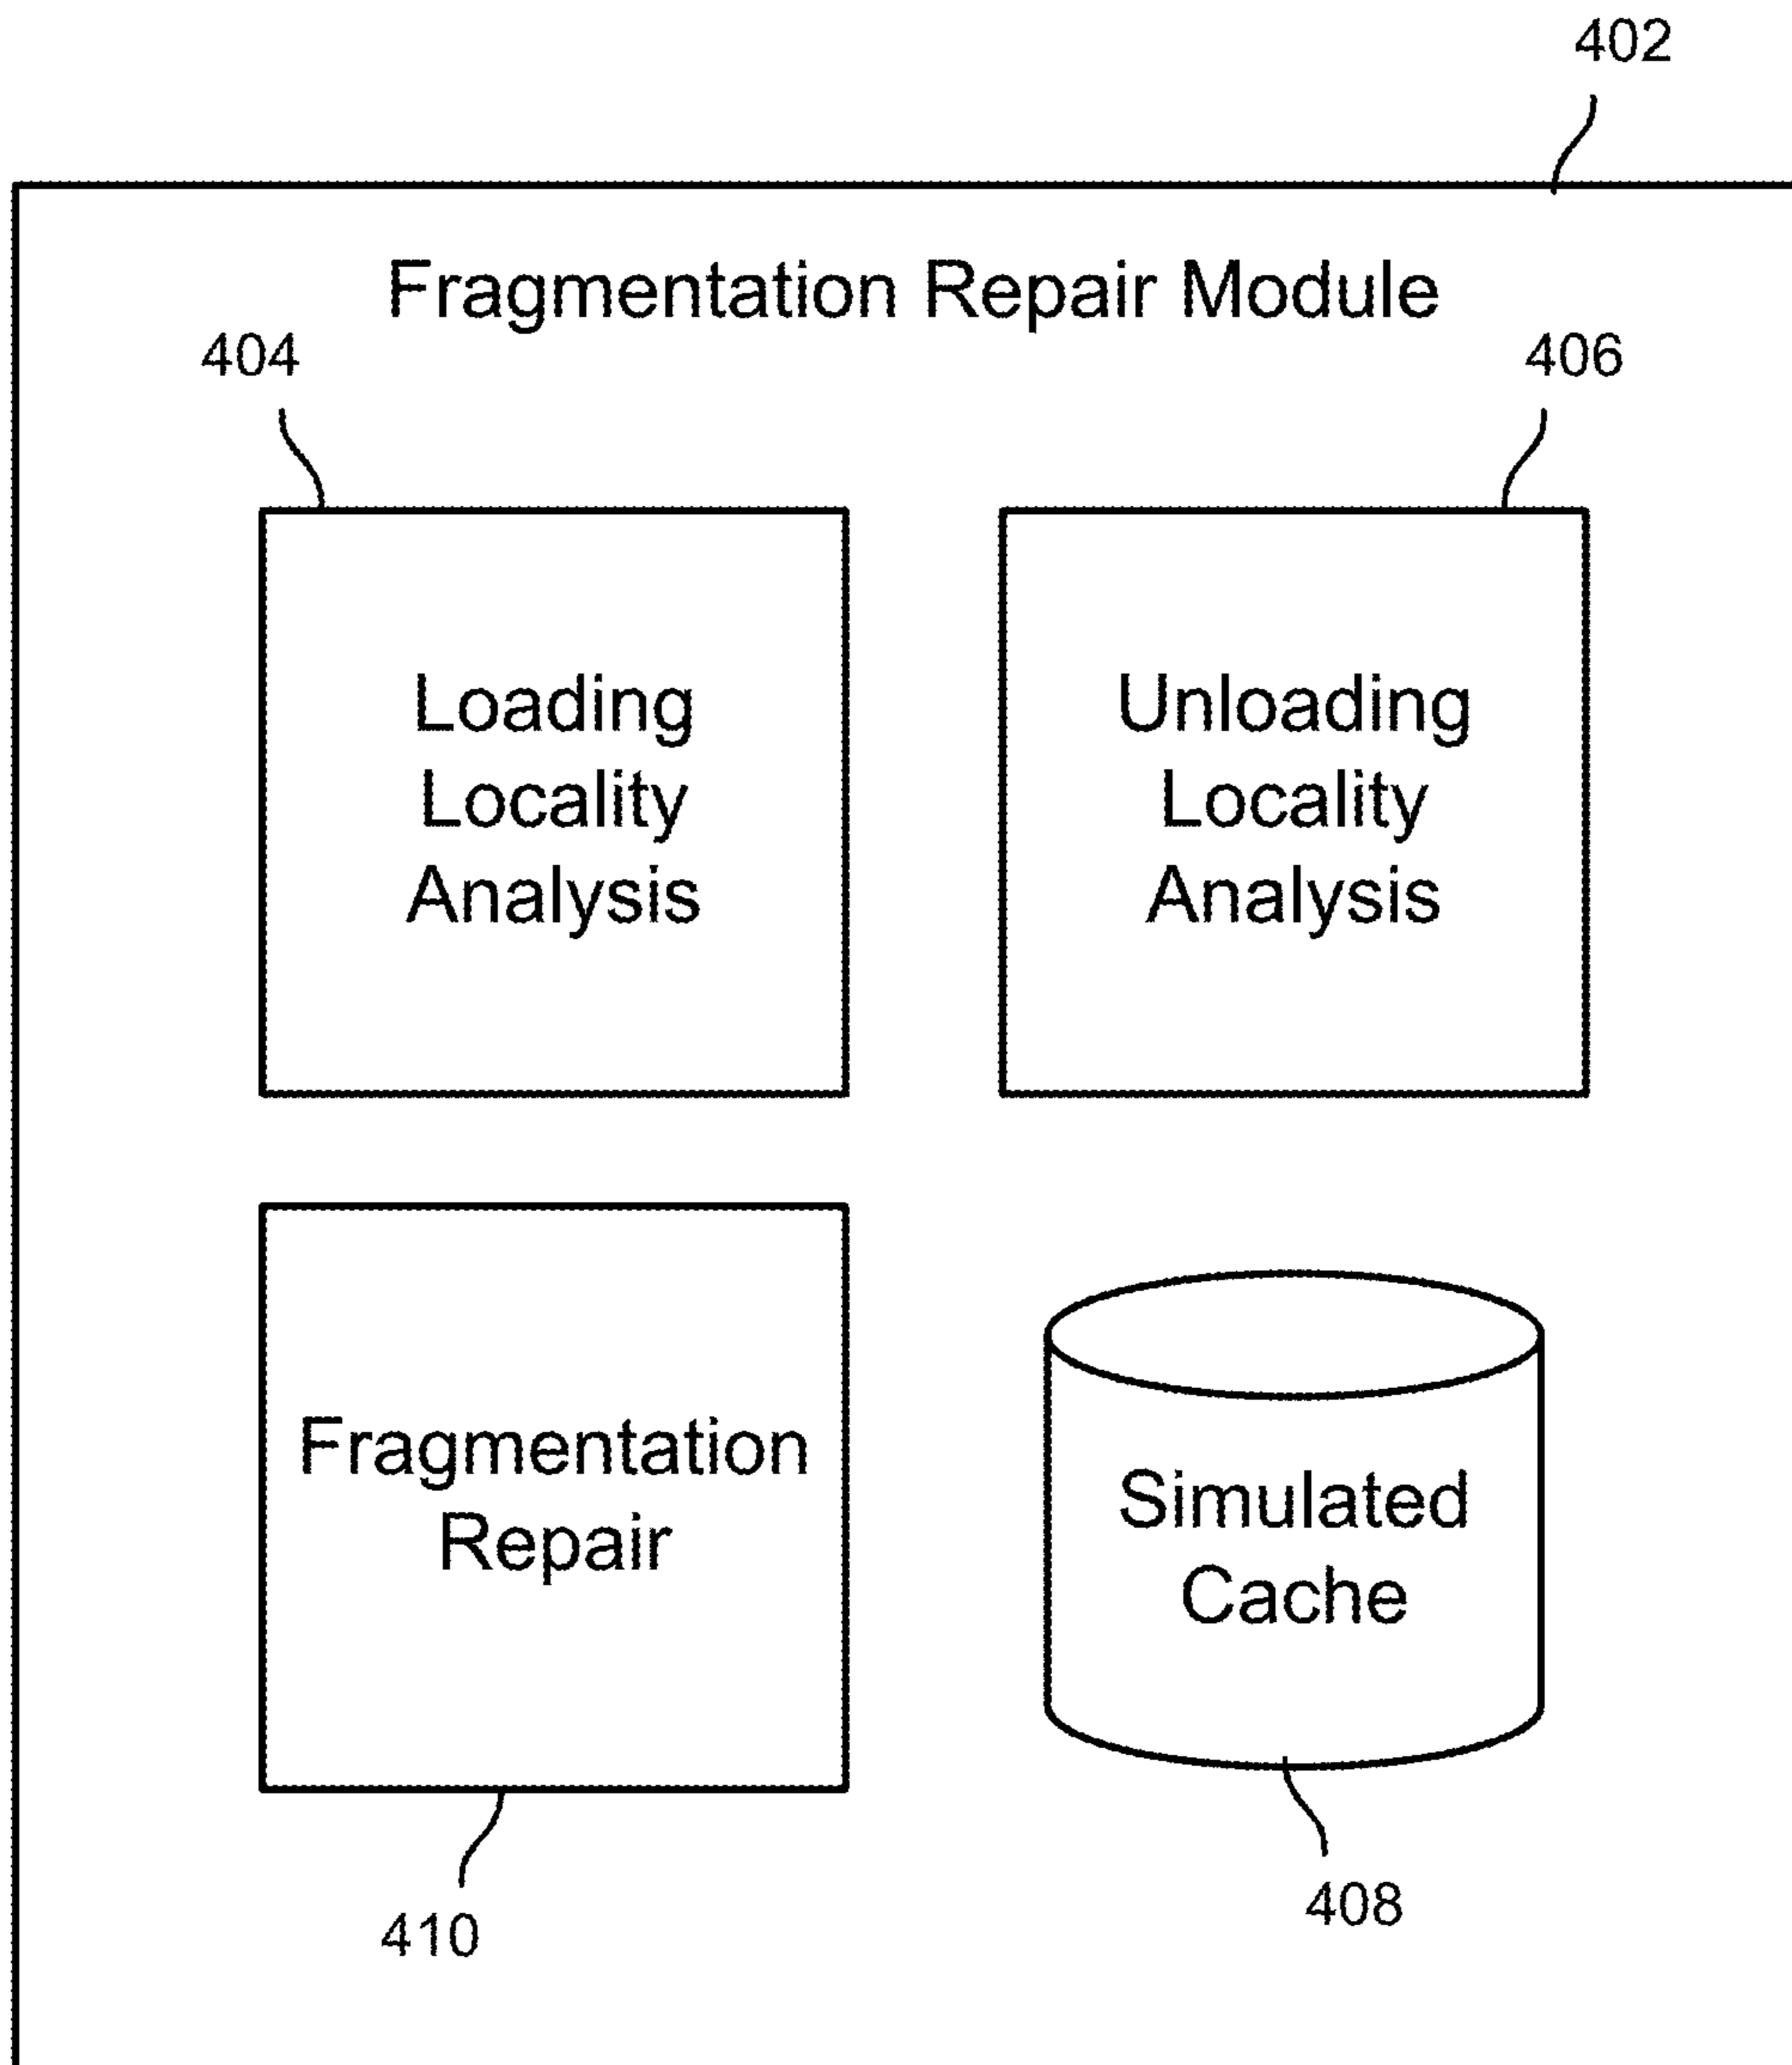 402
Fragmentation Repair Module
404
406
Loading
Locality
Analysis
Unloading
Locality
Analysis
Fragmentation
Repair
Simulated
Cache
410
408